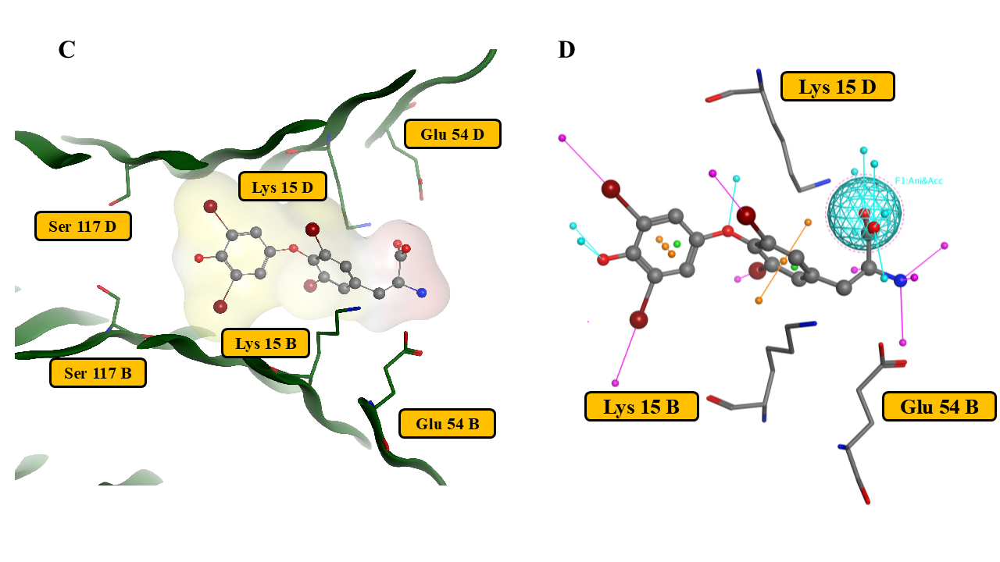 C
D
Lys 15 D
Glu 54 D
Lys 15 D
F1:Ani&Acc
Ser 117 D
Lys 15 B
Ser 117 B
Glu 54 B
Lys 15 B
Glu 54 B